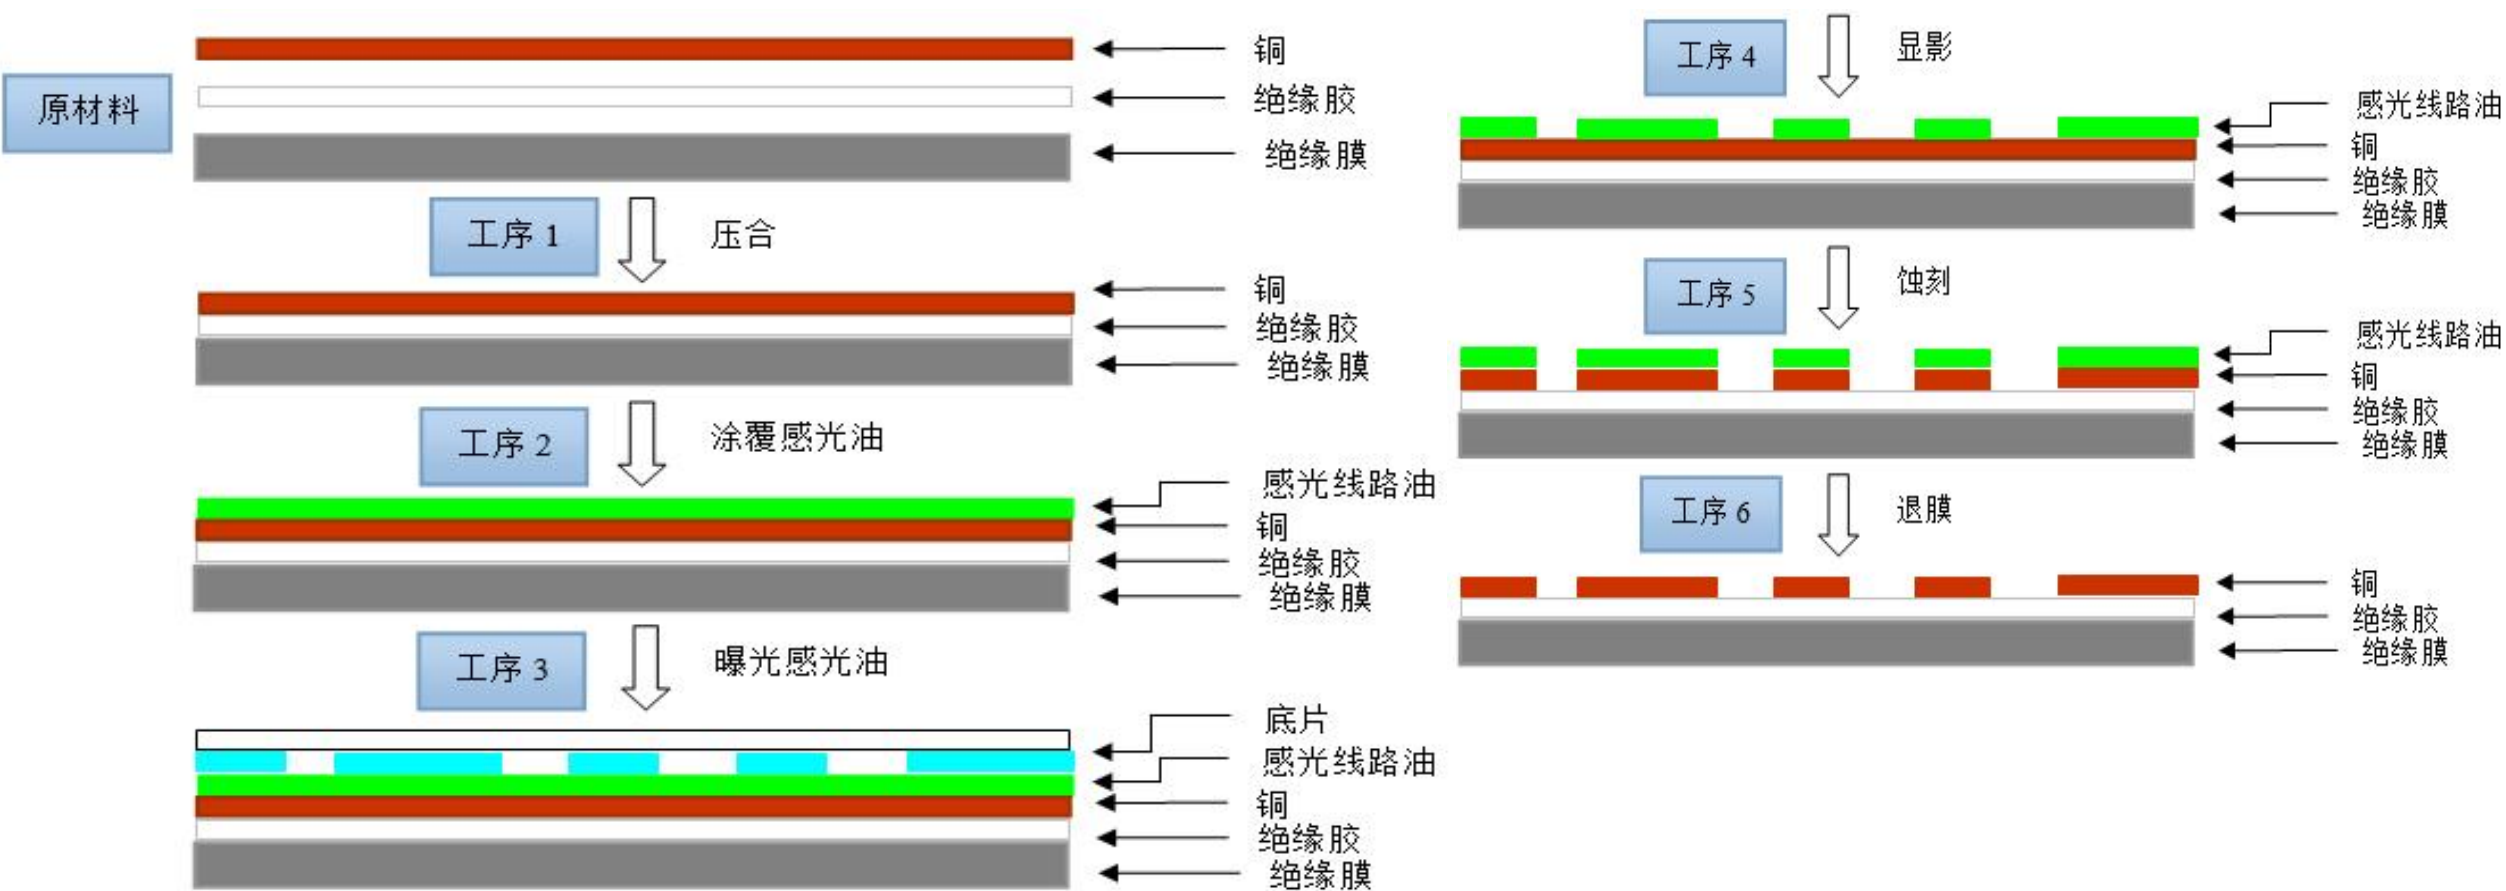 原材料
铜
绝缘胶
绝缘膜
工序 1
压合
铜
绝缘胶
绝缘膜
工序 2
涂覆感光油
感光线路油
铜
绝缘胶
绝缘膜
工序 3
曝光感光油
底片
感光线路油
铜
绝缘胶
绝缘膜
工序 4
显影
感光线路油
铜
绝缘胶
绝缘膜
工序 5
蚀刻
感光线路油
铜
绝缘胶
绝缘膜
工序 6
退膜
铜
绝缘胶
绝缘膜